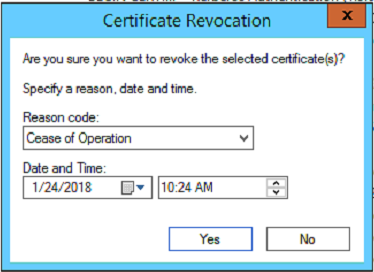 Certificate Revocation
x
Are you sure you want to revoke the selected certificate(s)?
Specify a reason, date and time.
Reason code:
Cease of Operation
Date and Time:
1/24/2018 10:24 AM
Yes No